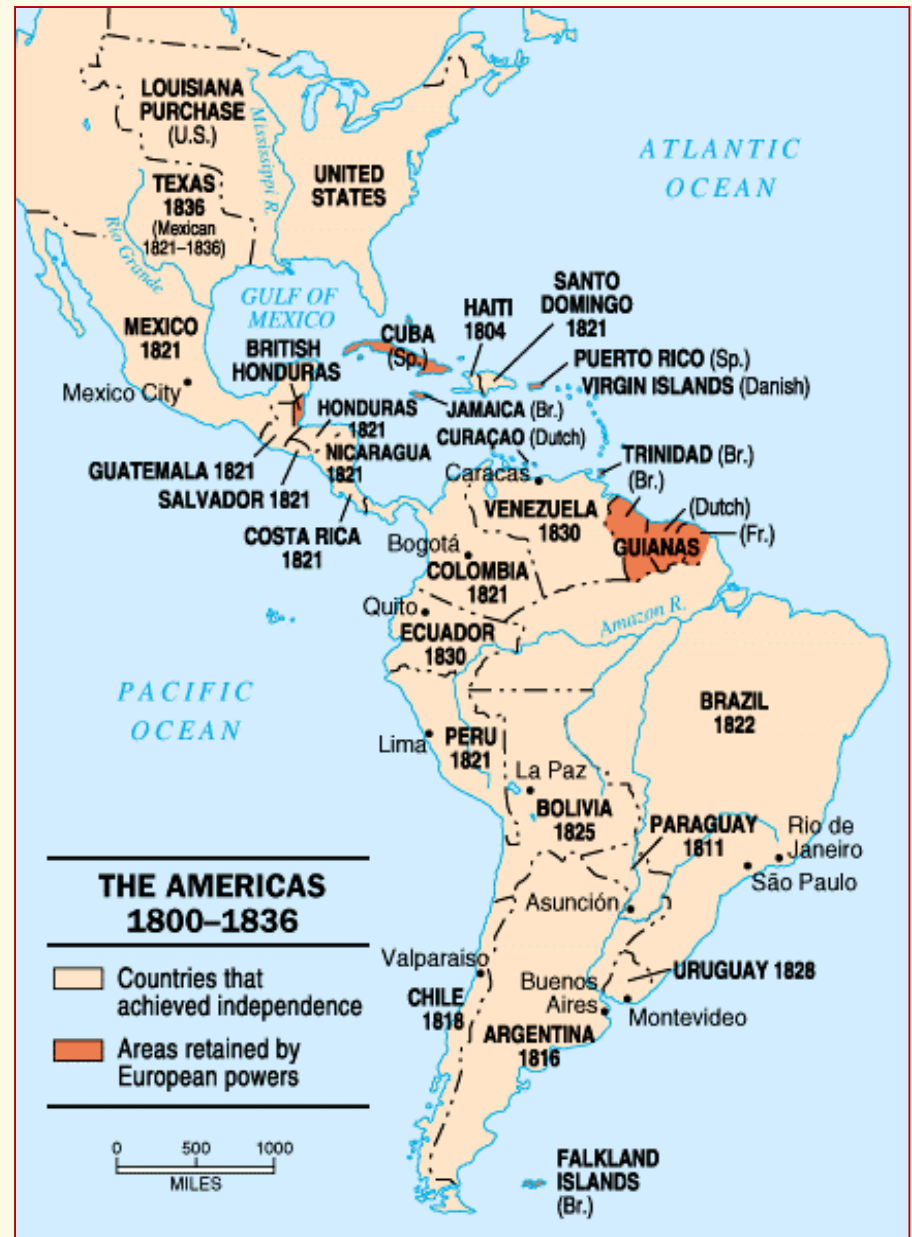 LOUISIANA
PURCHASE
(U.S.)
Mississippi R.
UNITED
STATES
TEXAS
1836
(Mexican
1821–1836)
Rio Grande
ATLANTIC
OCEAN
GULF OF
MEXICO
MEXICO
1821
Mexico City
BRITISH
HONDURAS
CUBA
(Sp.)
HAITI
1804
SANTO
DOMINGO
1821
PUERTO RICO (Sp.)
VIRGIN ISLANDS (Danish)
JAMAICA (Br.)
HONDURAS
1821
CURAÇAO (Dutch)
NICARAGUA
1821
GUATEMALA 1821
SALVADOR 1821
COSTA RICA
1821
TRINIDAD (Br.)
(Br.)
(Dutch)
(Fr.)
GUIANAS
Caracas
VENEZUELA
1830
Bogotá
COLOMBIA
1821
Quito
ECUADOR
1830
Amazon R.
PACIFIC
OCEAN
BRAZIL
1822
Lima
PERU
1821
La Paz
BOLIVIA
1825
PARAGUAY
1811
Rio de
Janeiro
São Paulo
Asunción
Valparaiso
CHILE
1818
Buenos
Aires
URUGUAY 1828
Montevideo
ARGENTINA
1816
THE AMERICAS
1800–1836
Countries that
achieved independence
Areas retained by
European powers
0 500 1000
MILES
FALKLAND
ISLANDS
(Br.)